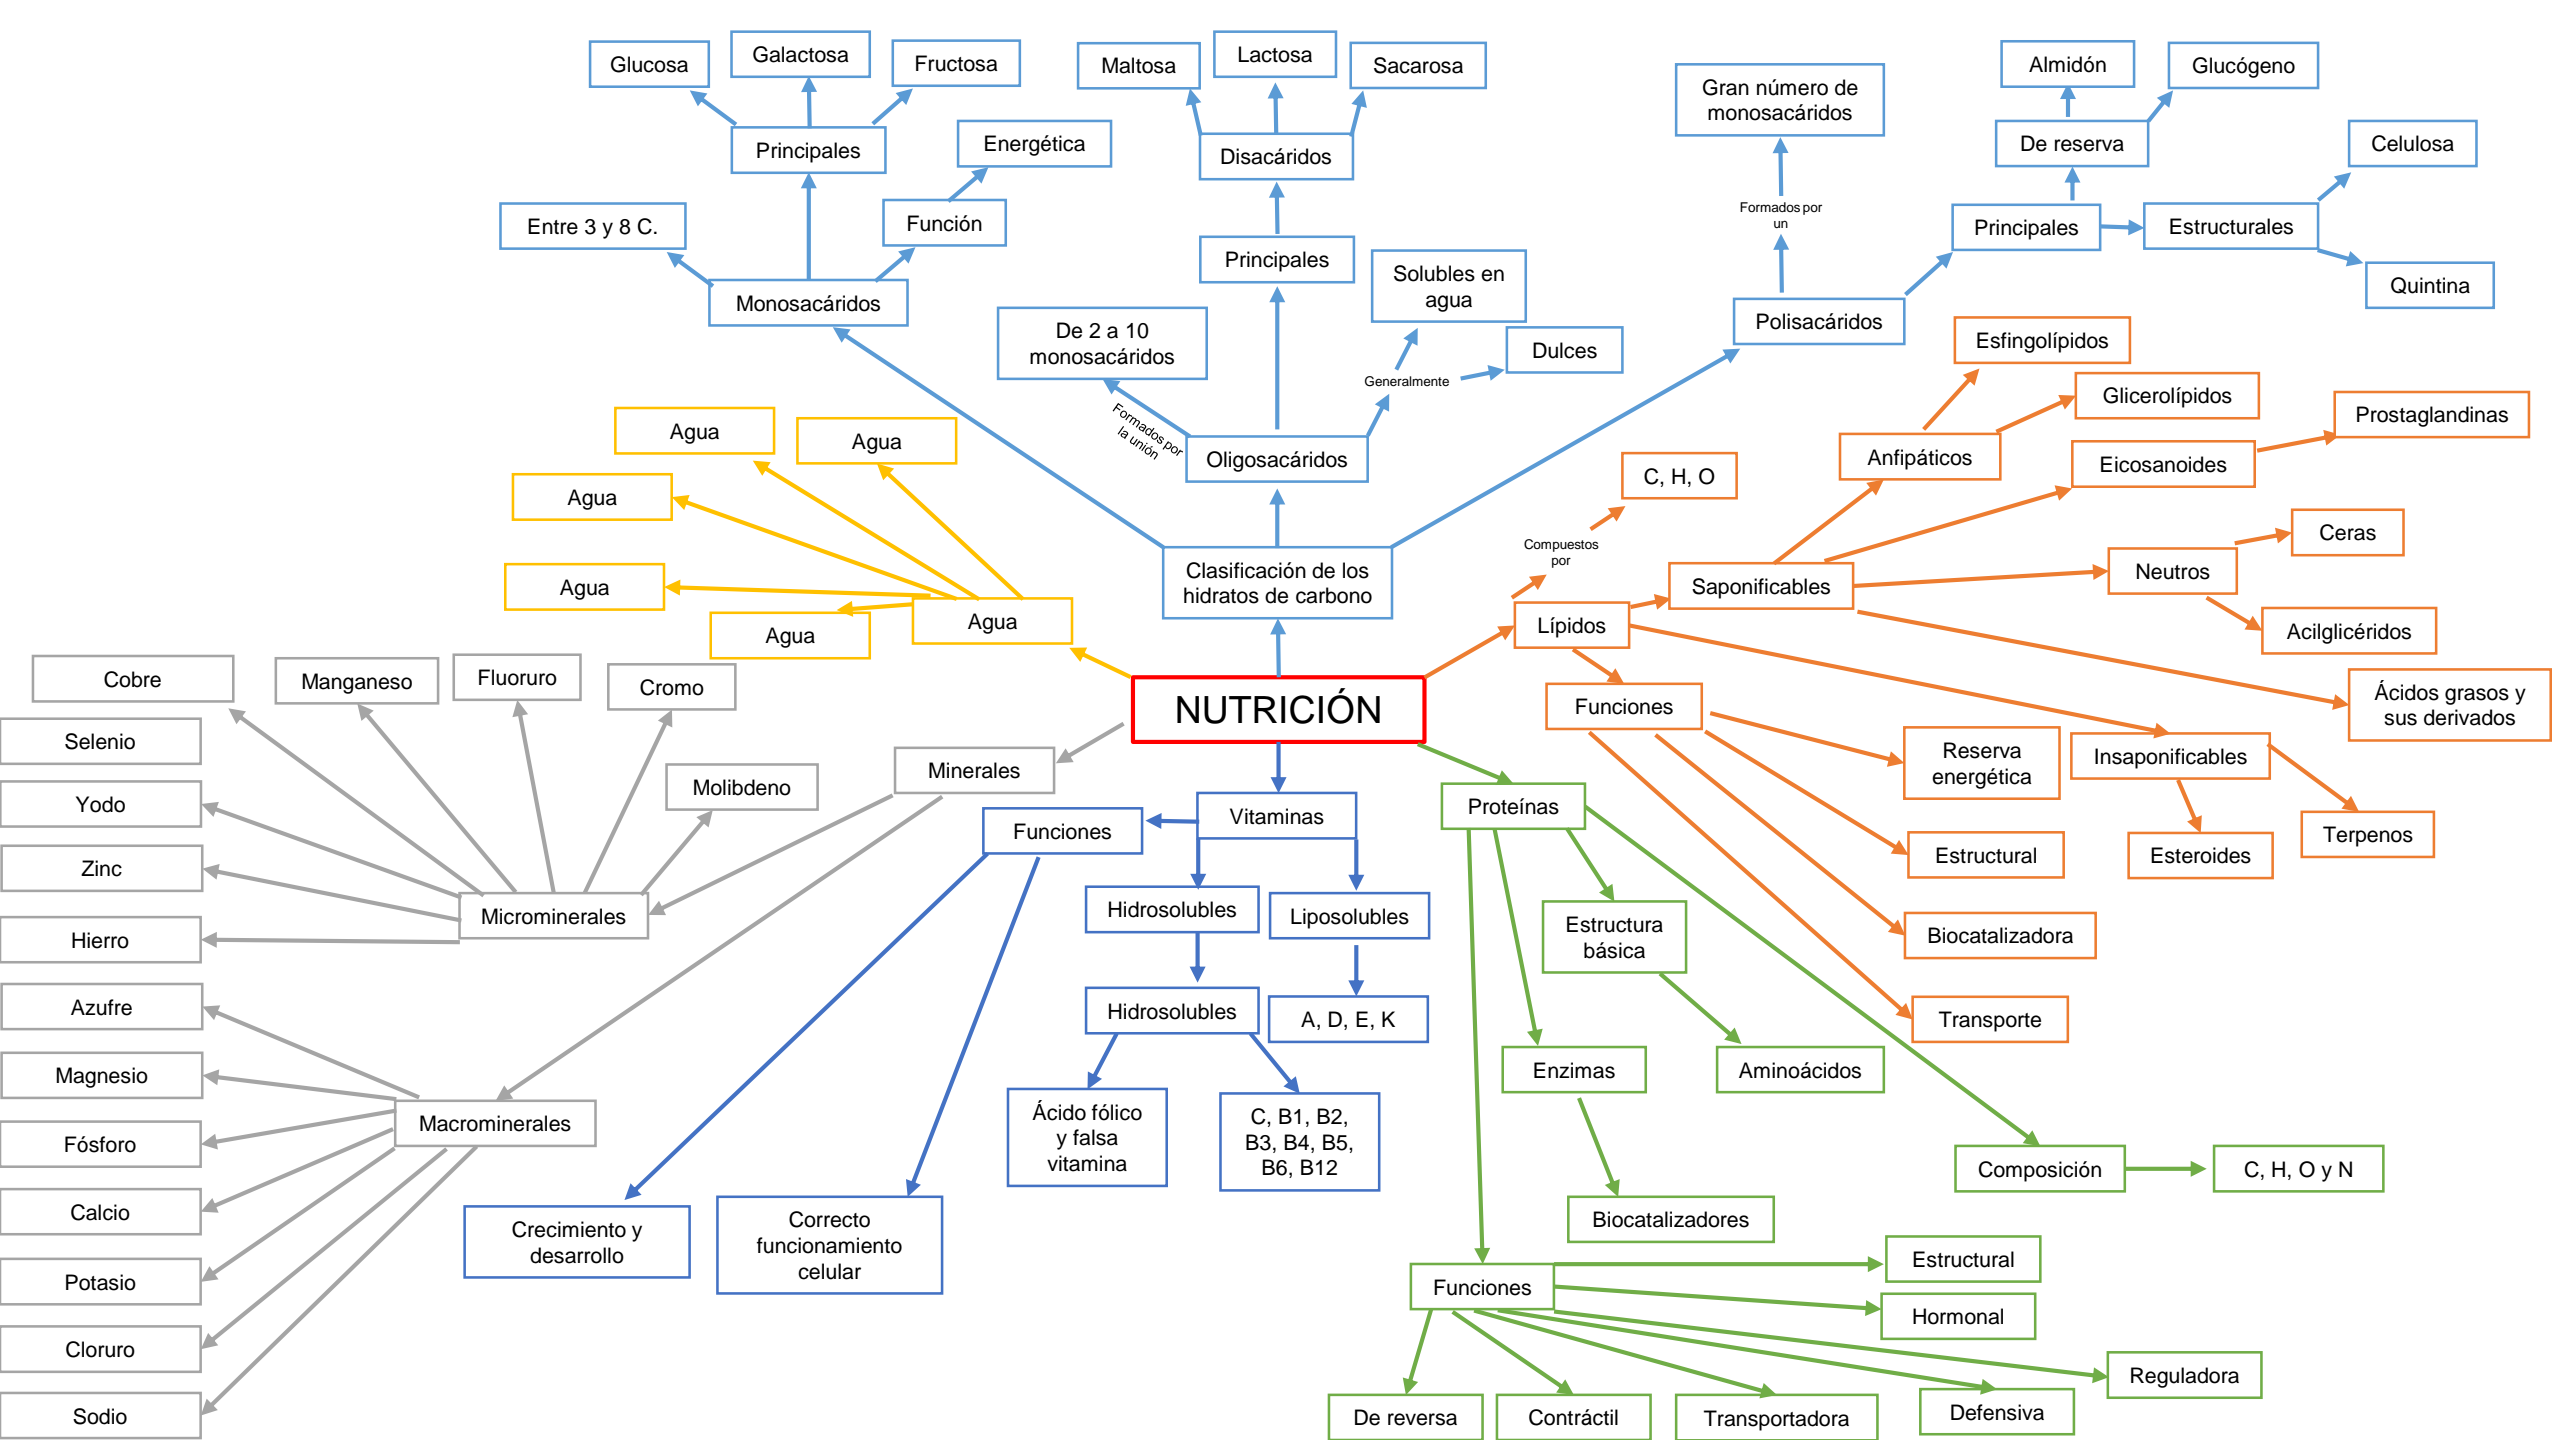 Glucosa
Galactosa
Fructosa
Principales
Energética
Función
Entre 3 y 8 C.
Monosacáridos
Maltosa
Lactosa
Sacarosa
Disacáridos
Principales
Solubles en
agua
Dulces
Generalmente
De 2 a 10
monosacáridos
Formados por
la unión
Oligosacáridos
Gran número de
monosacáridos
Formados por
un
Polisacáridos
Almidón
Glucógeno
De reserva
Celulosa
Principales
Estructurales
Quintina
Clasificación de los
hidratos de carbono
Agua
Agua
Agua
Agua
Agua
Agua
Esfingolípidos
Glicerolípidos
Prostaglandinas
Anfipáticos
Eicosanoides
C, H, O
Compuestos
por
Ceras
Neutros
Saponificables
Acilglicéridos
Lípidos
Ácidos grasos y
sus derivados
Funciones
Reserva
energética
Insaponificables
Terpenos
Esteroides
Estructural
Biocatalizadora
Transporte
NUTRICIÓN
Cobre
Manganeso
Fluoruro
Cromo
Selenio
Molibdeno
Minerales
Yodo
Zinc
Microminerales
Hierro
Azufre
Magnesio
Macrominerales
Fósforo
Calcio
Potasio
Cloruro
Sodio
Vitaminas
Funciones
Hidrosolubles
Liposolubles
Hidrosolubles
A, D, E, K
Ácido fólico
y falsa
vitamina
C, B1, B2,
B3, B4, B5,
B6, B12
Crecimiento y
desarrollo
Correcto
funcionamiento
celular
Proteínas
Estructura
básica
Enzimas
Aminoácidos
Composición
C, H, O y N
Biocatalizadores
Funciones
Estructural
Hormonal
Reguladora
De reversa
Contráctil
Transportadora
Defensiva